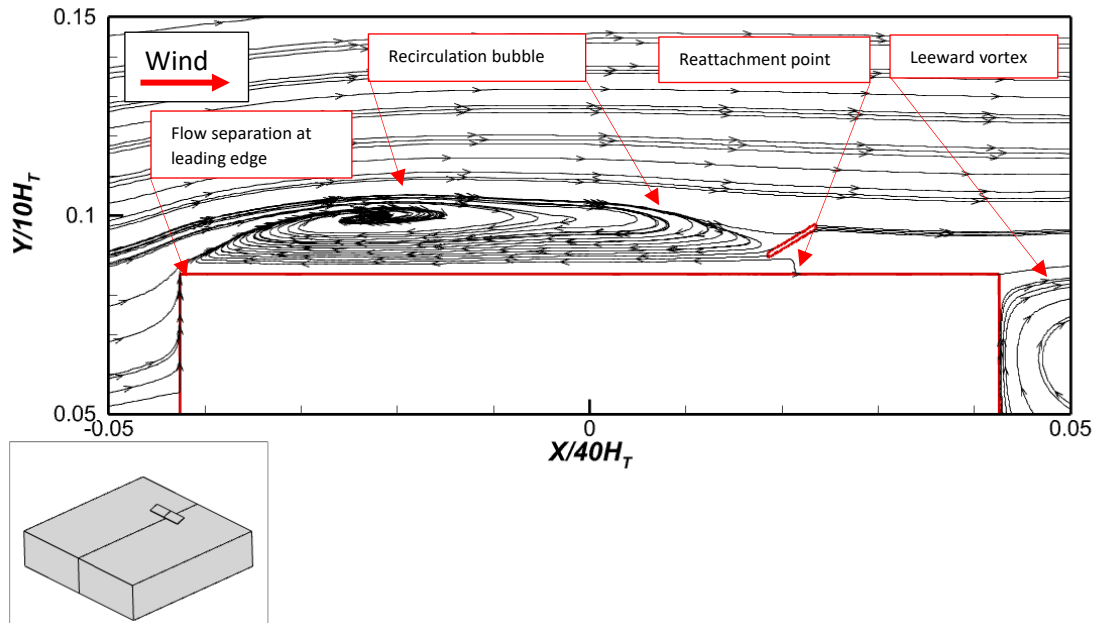 0.15
Wind
Recirculation bubble
Reattachment point
Leeward vortex
Flow separation at
leading edge
Y/10H_T
0.1
0.05
-0.05
0
0.05
X/40H_T